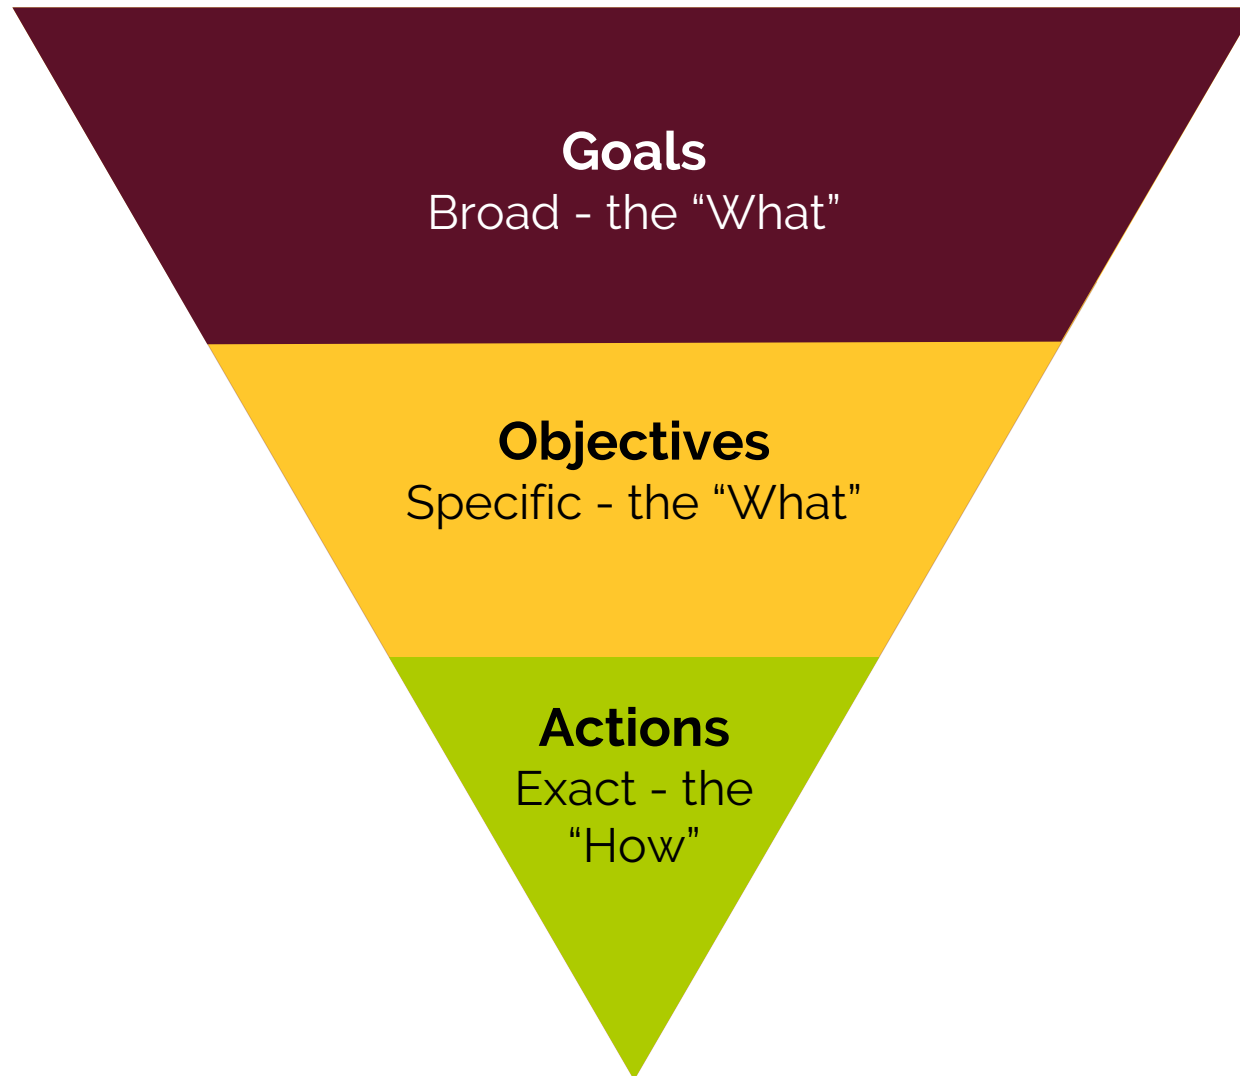 Goals
Broad - the “What”
Objectives
Specific - the “What”
Actions
Exact - the
“How”